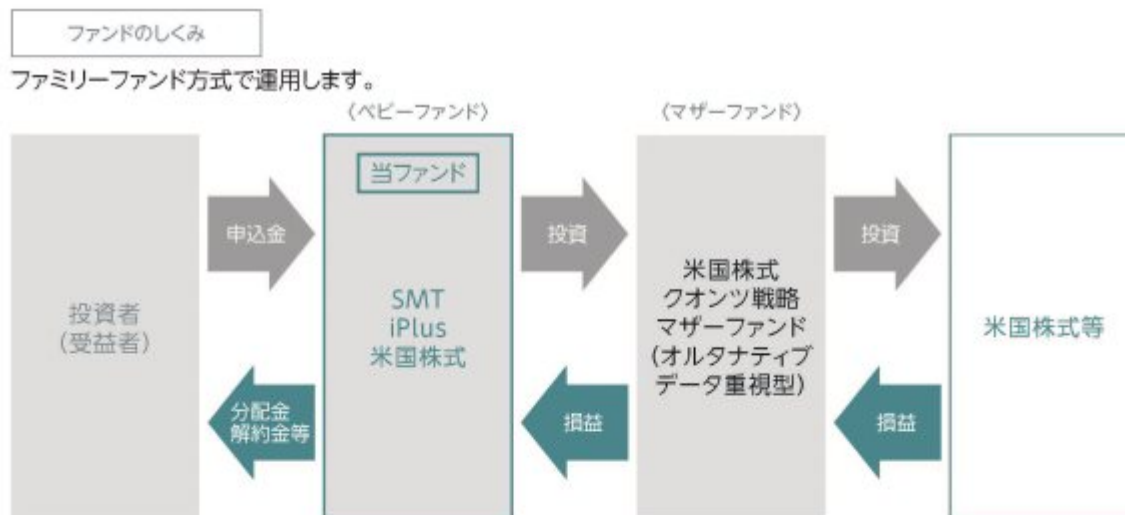 ファンドのしくみ
ファミリーファンド方式で運用します。
〈ベビーファンド〉
〈マザーファンド〉
投資者
(受益者)
申込金
分配金
解約金等
当ファンド
SMT
iPlus
米国株式
投資
損益
米国株式
クオンツ戦略
マザーファンド
(オルタナティブ
データ重視型)
投資
損益
米国株式等